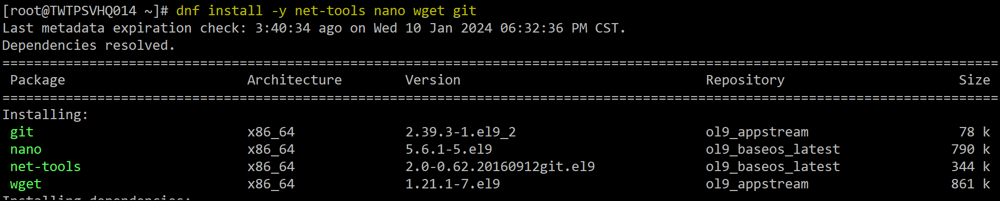 [root@TWTPSVHQ014 ~]# dnf install -y net-tools nano wget git
Last metadata expiration check: 3:40:34 ago on Wed 10 Jan 2024 06:32:36 PM CST.
Dependencies resolved.
==============================================================================================================================
Package Architecture Version Repository Size
==============================================================================================================================
Installing:
git x86_64 2.39.3-1.el9_2 ol9_appstream 78 k
nano x86_64 5.6.1-5.el9 ol9_baseos_latest 790 k
net-tools x86_64 2.0-0.62.20160912git.el9 ol9_baseos_latest 344 k
wget x86_64 1.21.1-7.el9 ol9_appstream 861 k
Installing dependencies: